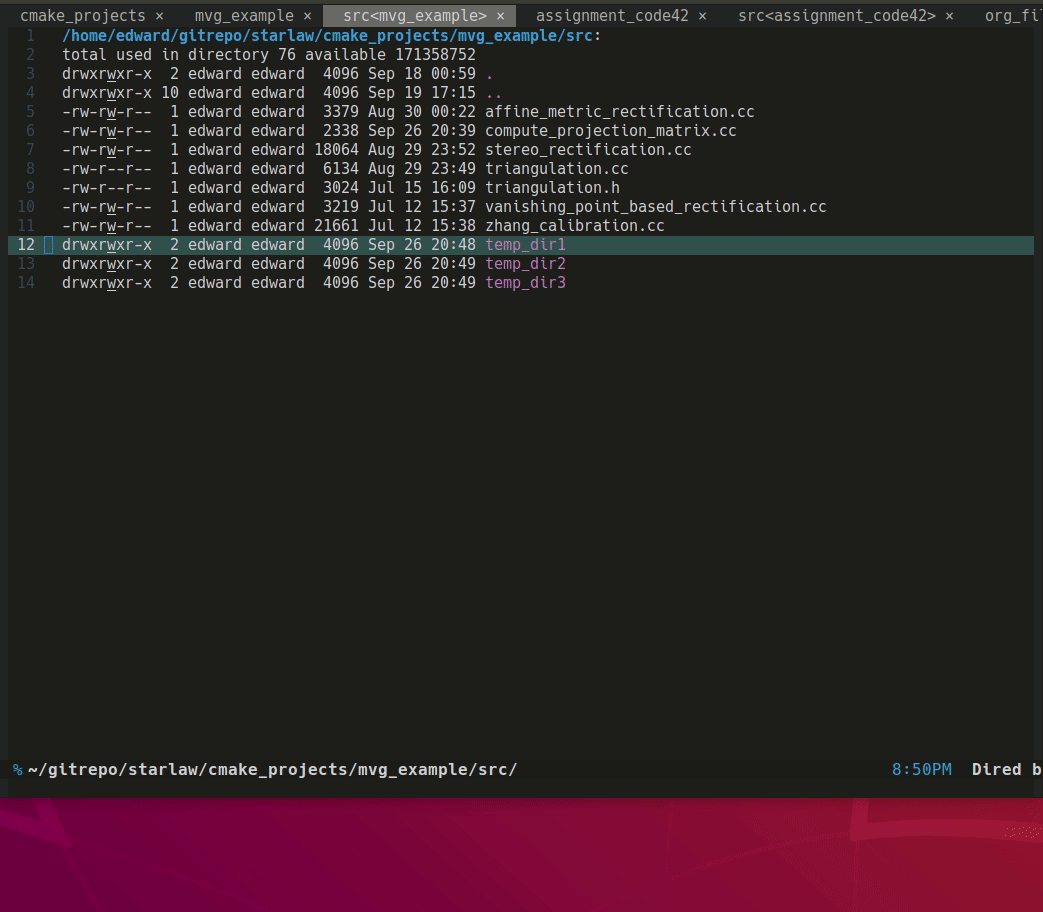 cmake_projects × mvg_example × src<mvg_example> × assignment_code42 × src<assignment_code42> × org_fi
1 /home/edward/gitrepo/starlaw/cmake_projects/mvg_example/src:
2 total used in directory 76 available 171358752
3 drwxrwxr-x 2 edward edward 4096 Sep 18 00:59 .
4 drwxrwxr-x 10 edward edward 4096 Sep 19 17:15 ..
5 -rw-rw-r-- 1 edward edward 3379 Aug 30 00:22 affine_metric_rectification.cc
6 -rw-rw-r-- 1 edward edward 2338 Sep 26 20:39 compute_projection_matrix.cc
7 -rw-rw-r-- 1 edward edward 18064 Aug 29 23:52 stereo_rectification.cc
8 -rw-r--r-- 1 edward edward 6134 Aug 29 23:49 triangulation.cc
9 -rw-rw-r-- 1 edward edward 3024 Jul 15 16:09 triangulation.h
10 -rw-rw-r-- 1 edward edward 3219 Jul 12 15:37 vanishing_point_based_rectification.cc
11 -rw-rw-r-- 1 edward edward 21661 Jul 12 15:38 zhang_calibration.cc
12 drwxrwxr-x 2 edward edward 4096 Sep 26 20:48 temp_dir1
13 drwxrwxr-x 2 edward edward 4096 Sep 26 20:49 temp_dir2
14 drwxrwxr-x 2 edward edward 4096 Sep 26 20:49 temp_dir3
% ~/gitrepo/starlaw/cmake_projects/mvg_example/src/ 8:50PM Dired b